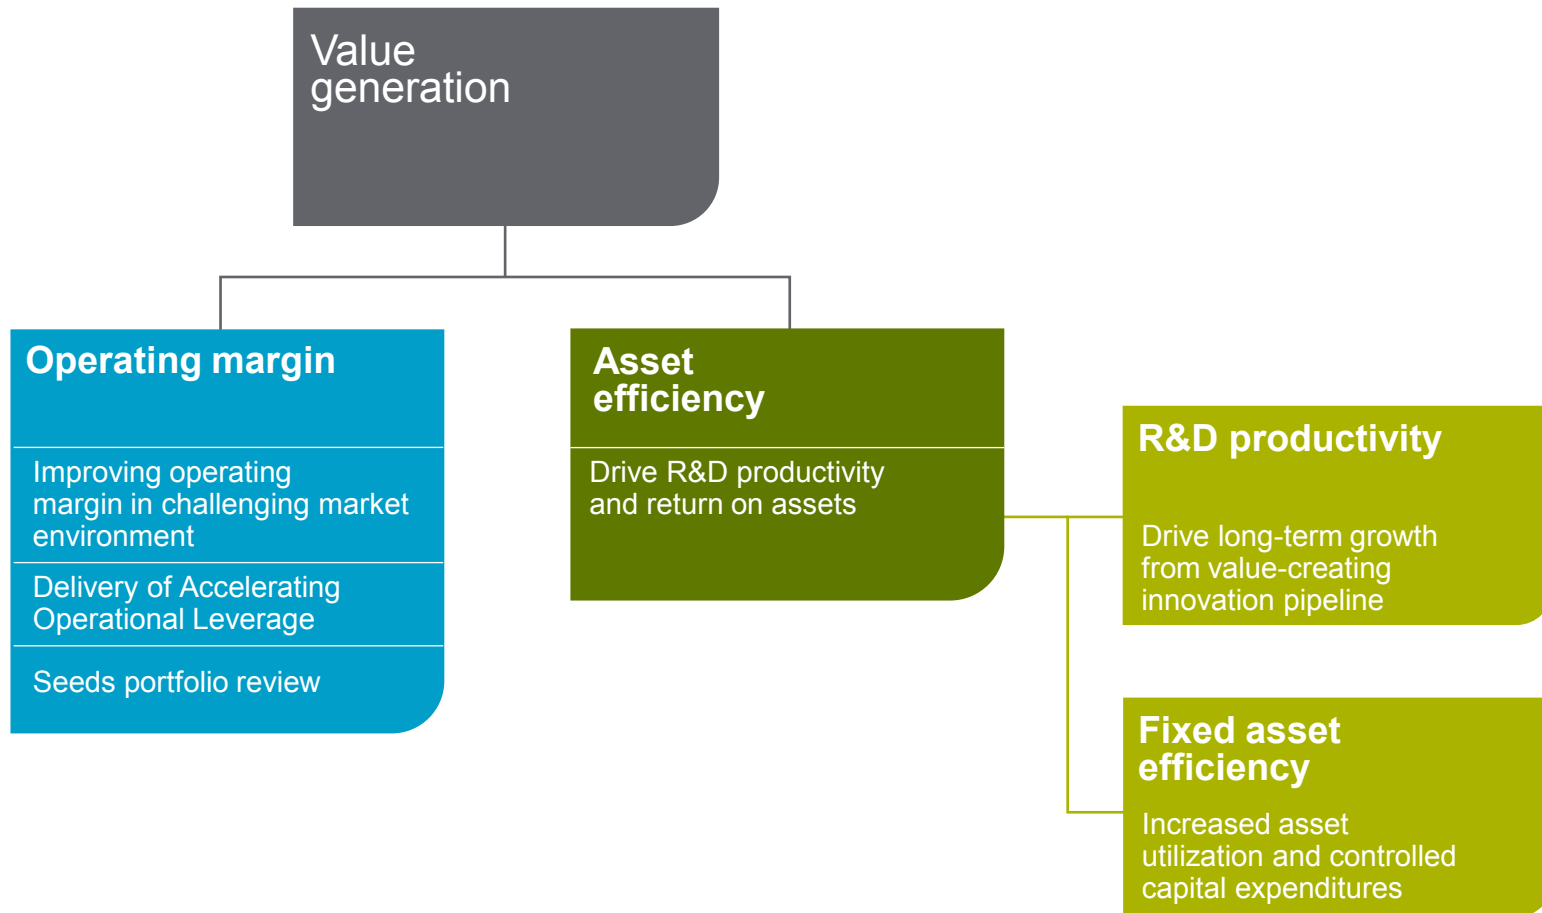 Value
generation
Operating margin
Improving operating
margin in challenging market
environment
Delivery of Accelerating
Operational Leverage
Seeds portfolio review
Asset
efficiency
Drive R&D productivity
and return on assets
R&D productivity
Drive long-term growth
from value-creating
innovation pipeline
Fixed asset
efficiency
Increased asset
utilization and controlled
capital expenditures